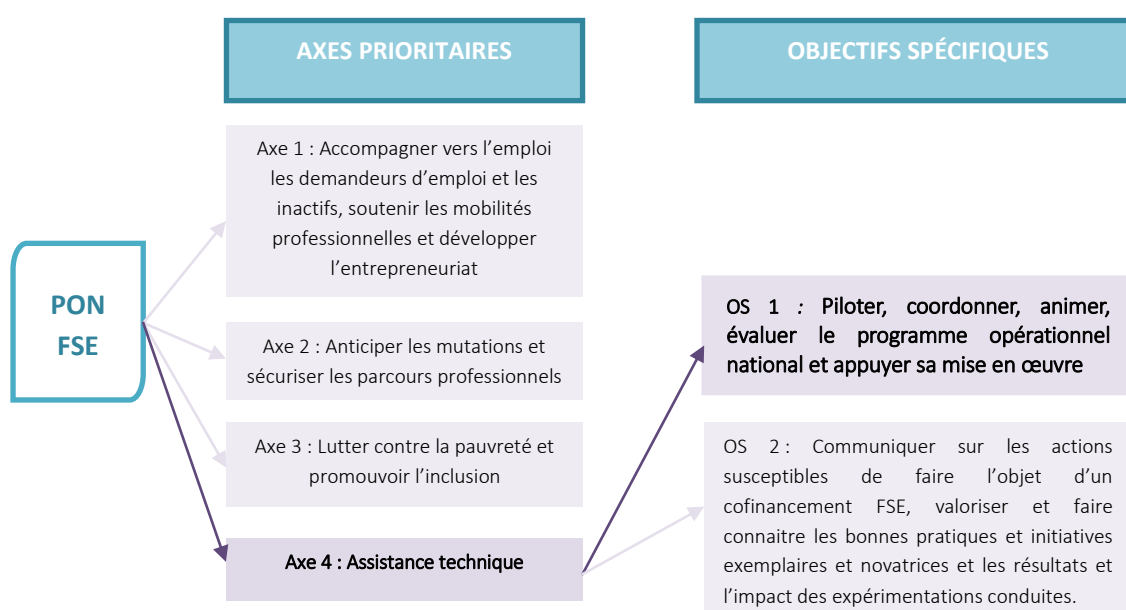 AXES PRIORITAIRES
OBJECTIFS SPÉCIFIQUES
PON
FSE
Axe 1 : Accompagner vers l’emploi
les demandeurs d’emploi et les
inactifs, soutenir les mobilités
professionnelles et développer
l’entrepreneuriat
Axe 2 : Anticiper les mutations et
sécuriser les parcours professionnels
Axe 3 : Lutter contre la pauvreté et
promouvoir l’inclusion
Axe 4 : Assistance technique
OS 1 : Piloter, coordonner, animer,
évaluer le programme opérationnel
national et appuyer sa mise en œuvre
OS 2 : Communiquer sur les actions
susceptibles de faire l’objet d’un
cofinancement FSE, valoriser et faire
connaitre les bonnes pratiques et initiatives
exemplaires et novatrices et les résultats et
l’impact des expérimentations conduites.